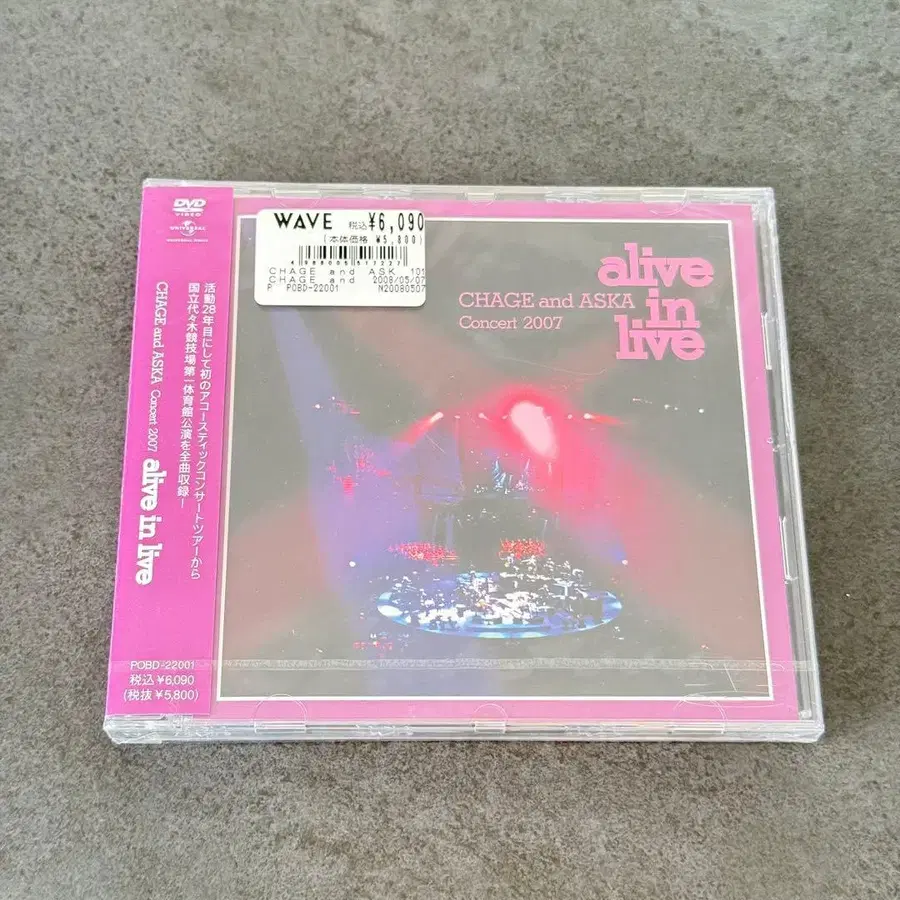 DVD
VIDEO
UNIVERSAL
UNIVERSAL MUSIC
活動28年目にして初のアコースティックコンサートツアーから
国立代々木競技場第一体育館公演を全曲収録!
CHAGE and ASKA Concert 2007 alive in live
POBD-22001
税込¥6,090
(税抜¥5,800)
WAVE 税込¥6,090
(本体価格 ¥5,800)
4988005517227
CHAGE and ASK 101
CHAGE and 2008/05/07
P POBD-22001 N20080507
alive
CHAGE and ASKA in
Concert 2007 live